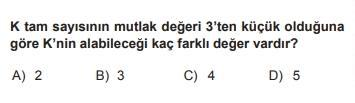 K tam sayısının mutlak değeri 3'ten küçük olduğuna
göre K'nin alabileceği kaç farklı değer vardır?
A) 2 B) 3 C) 4 D) 5